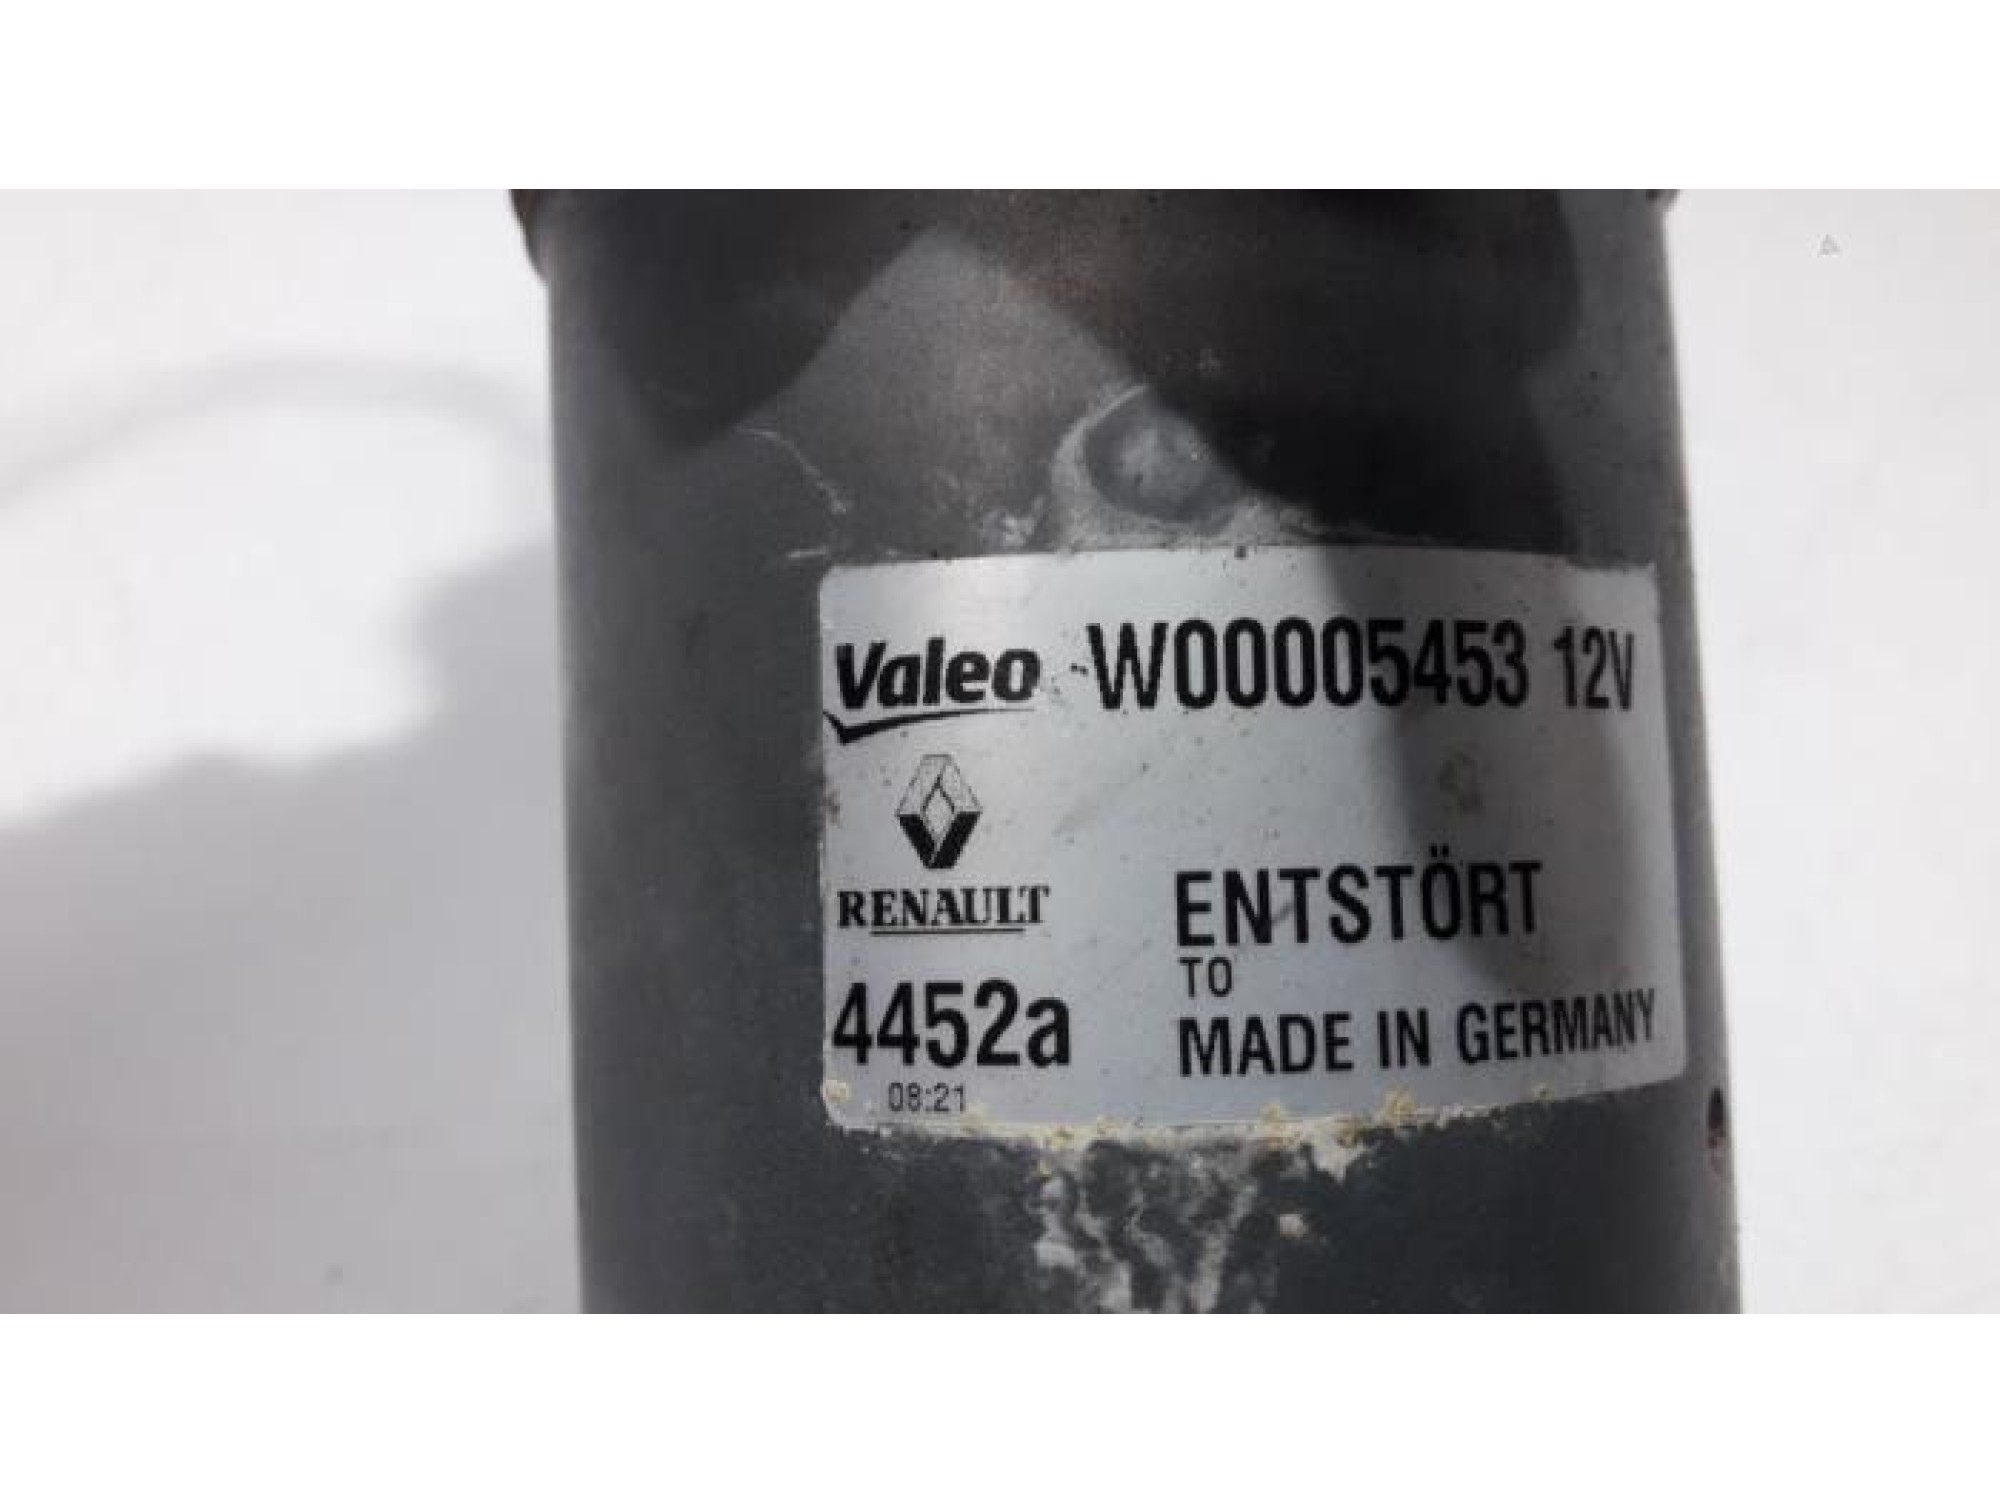 Valeo W00005453 12V
RENAULT
ENTSTÖRT
TO
4452a
MADE IN GERMANY
08:21